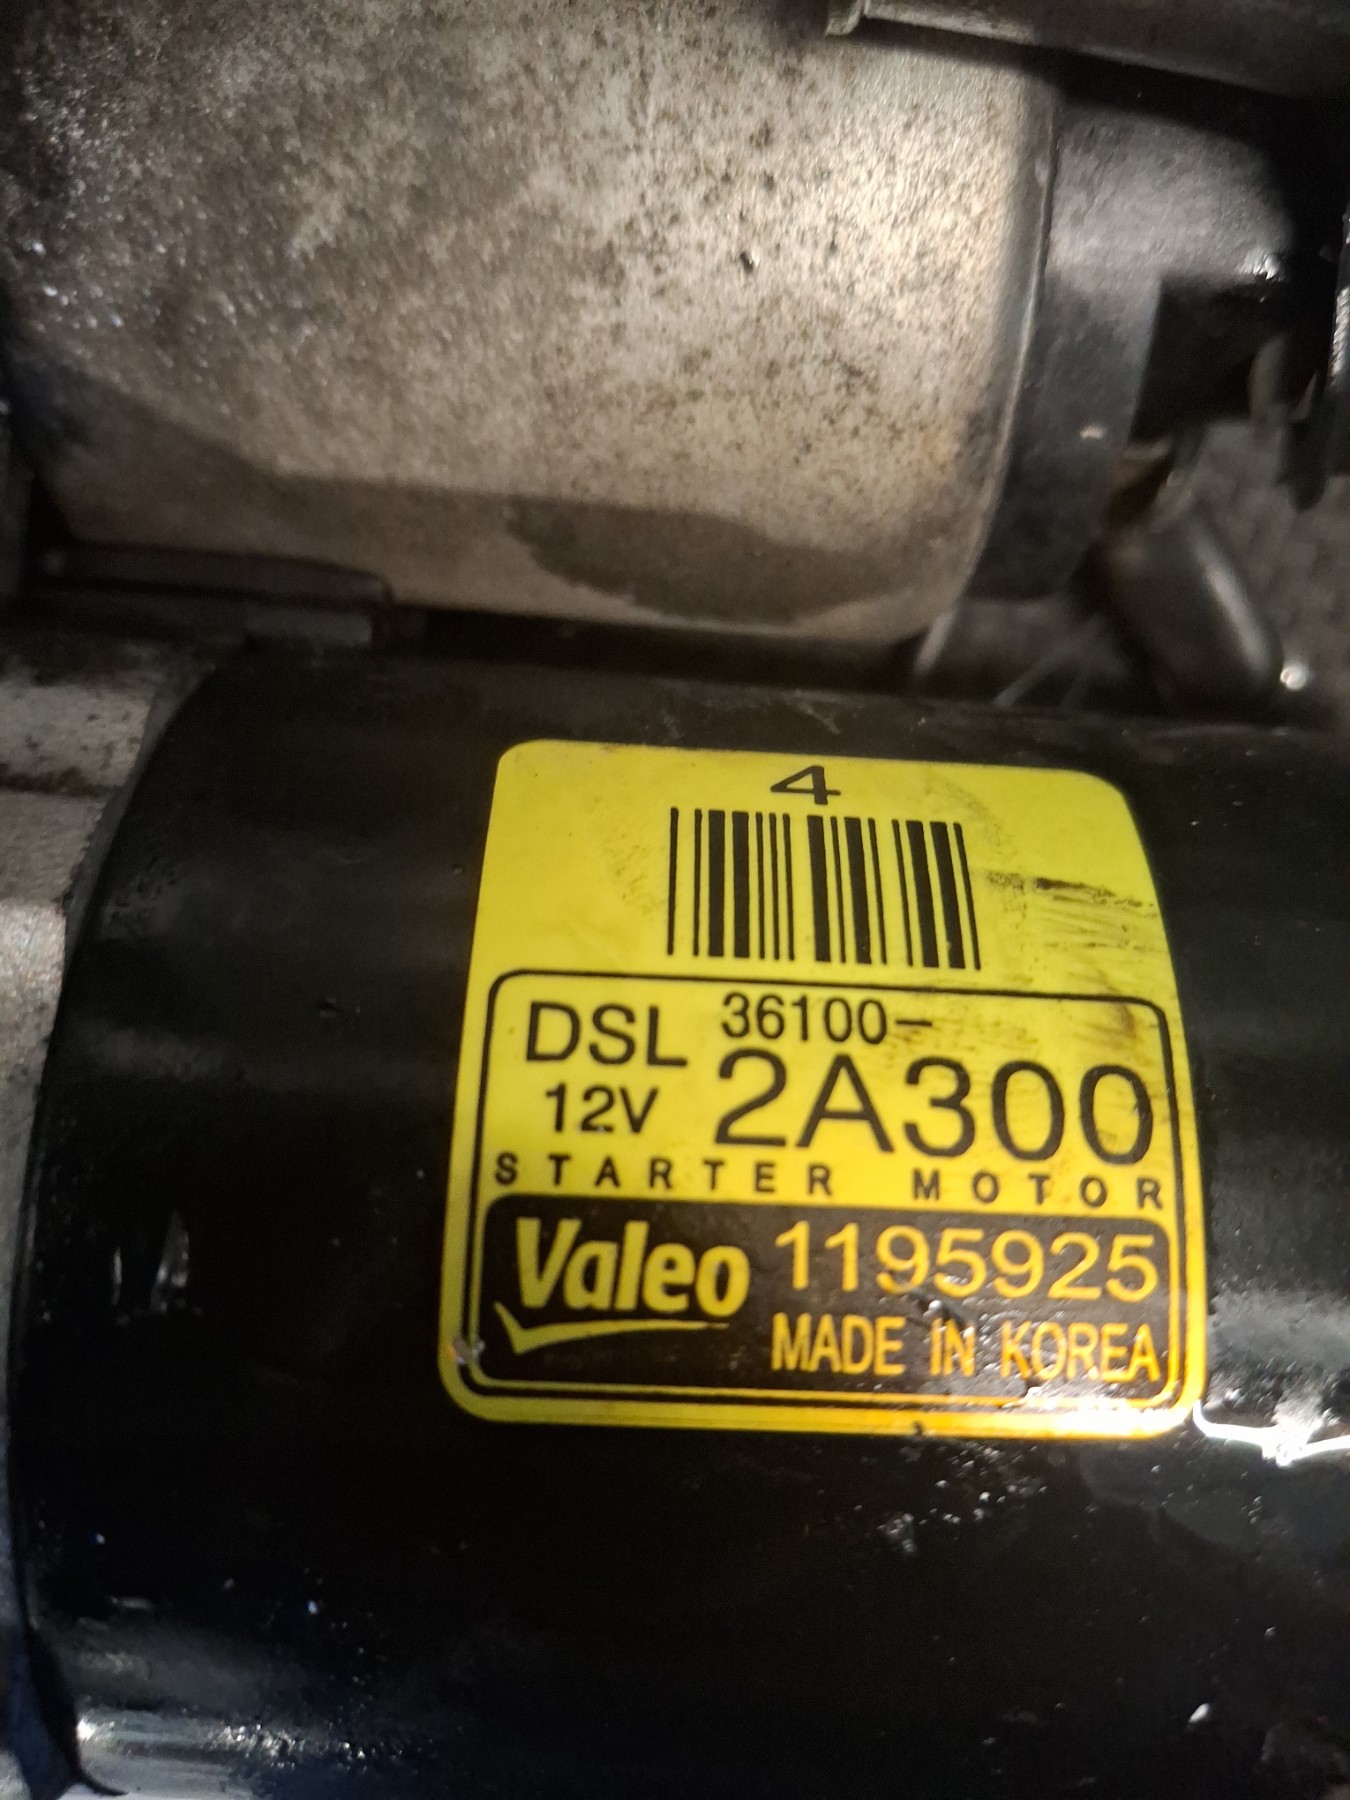 4
DSL 36100-
12V 2A300
STARTER MOTOR
Valeo 1195925
MADE IN KOREA